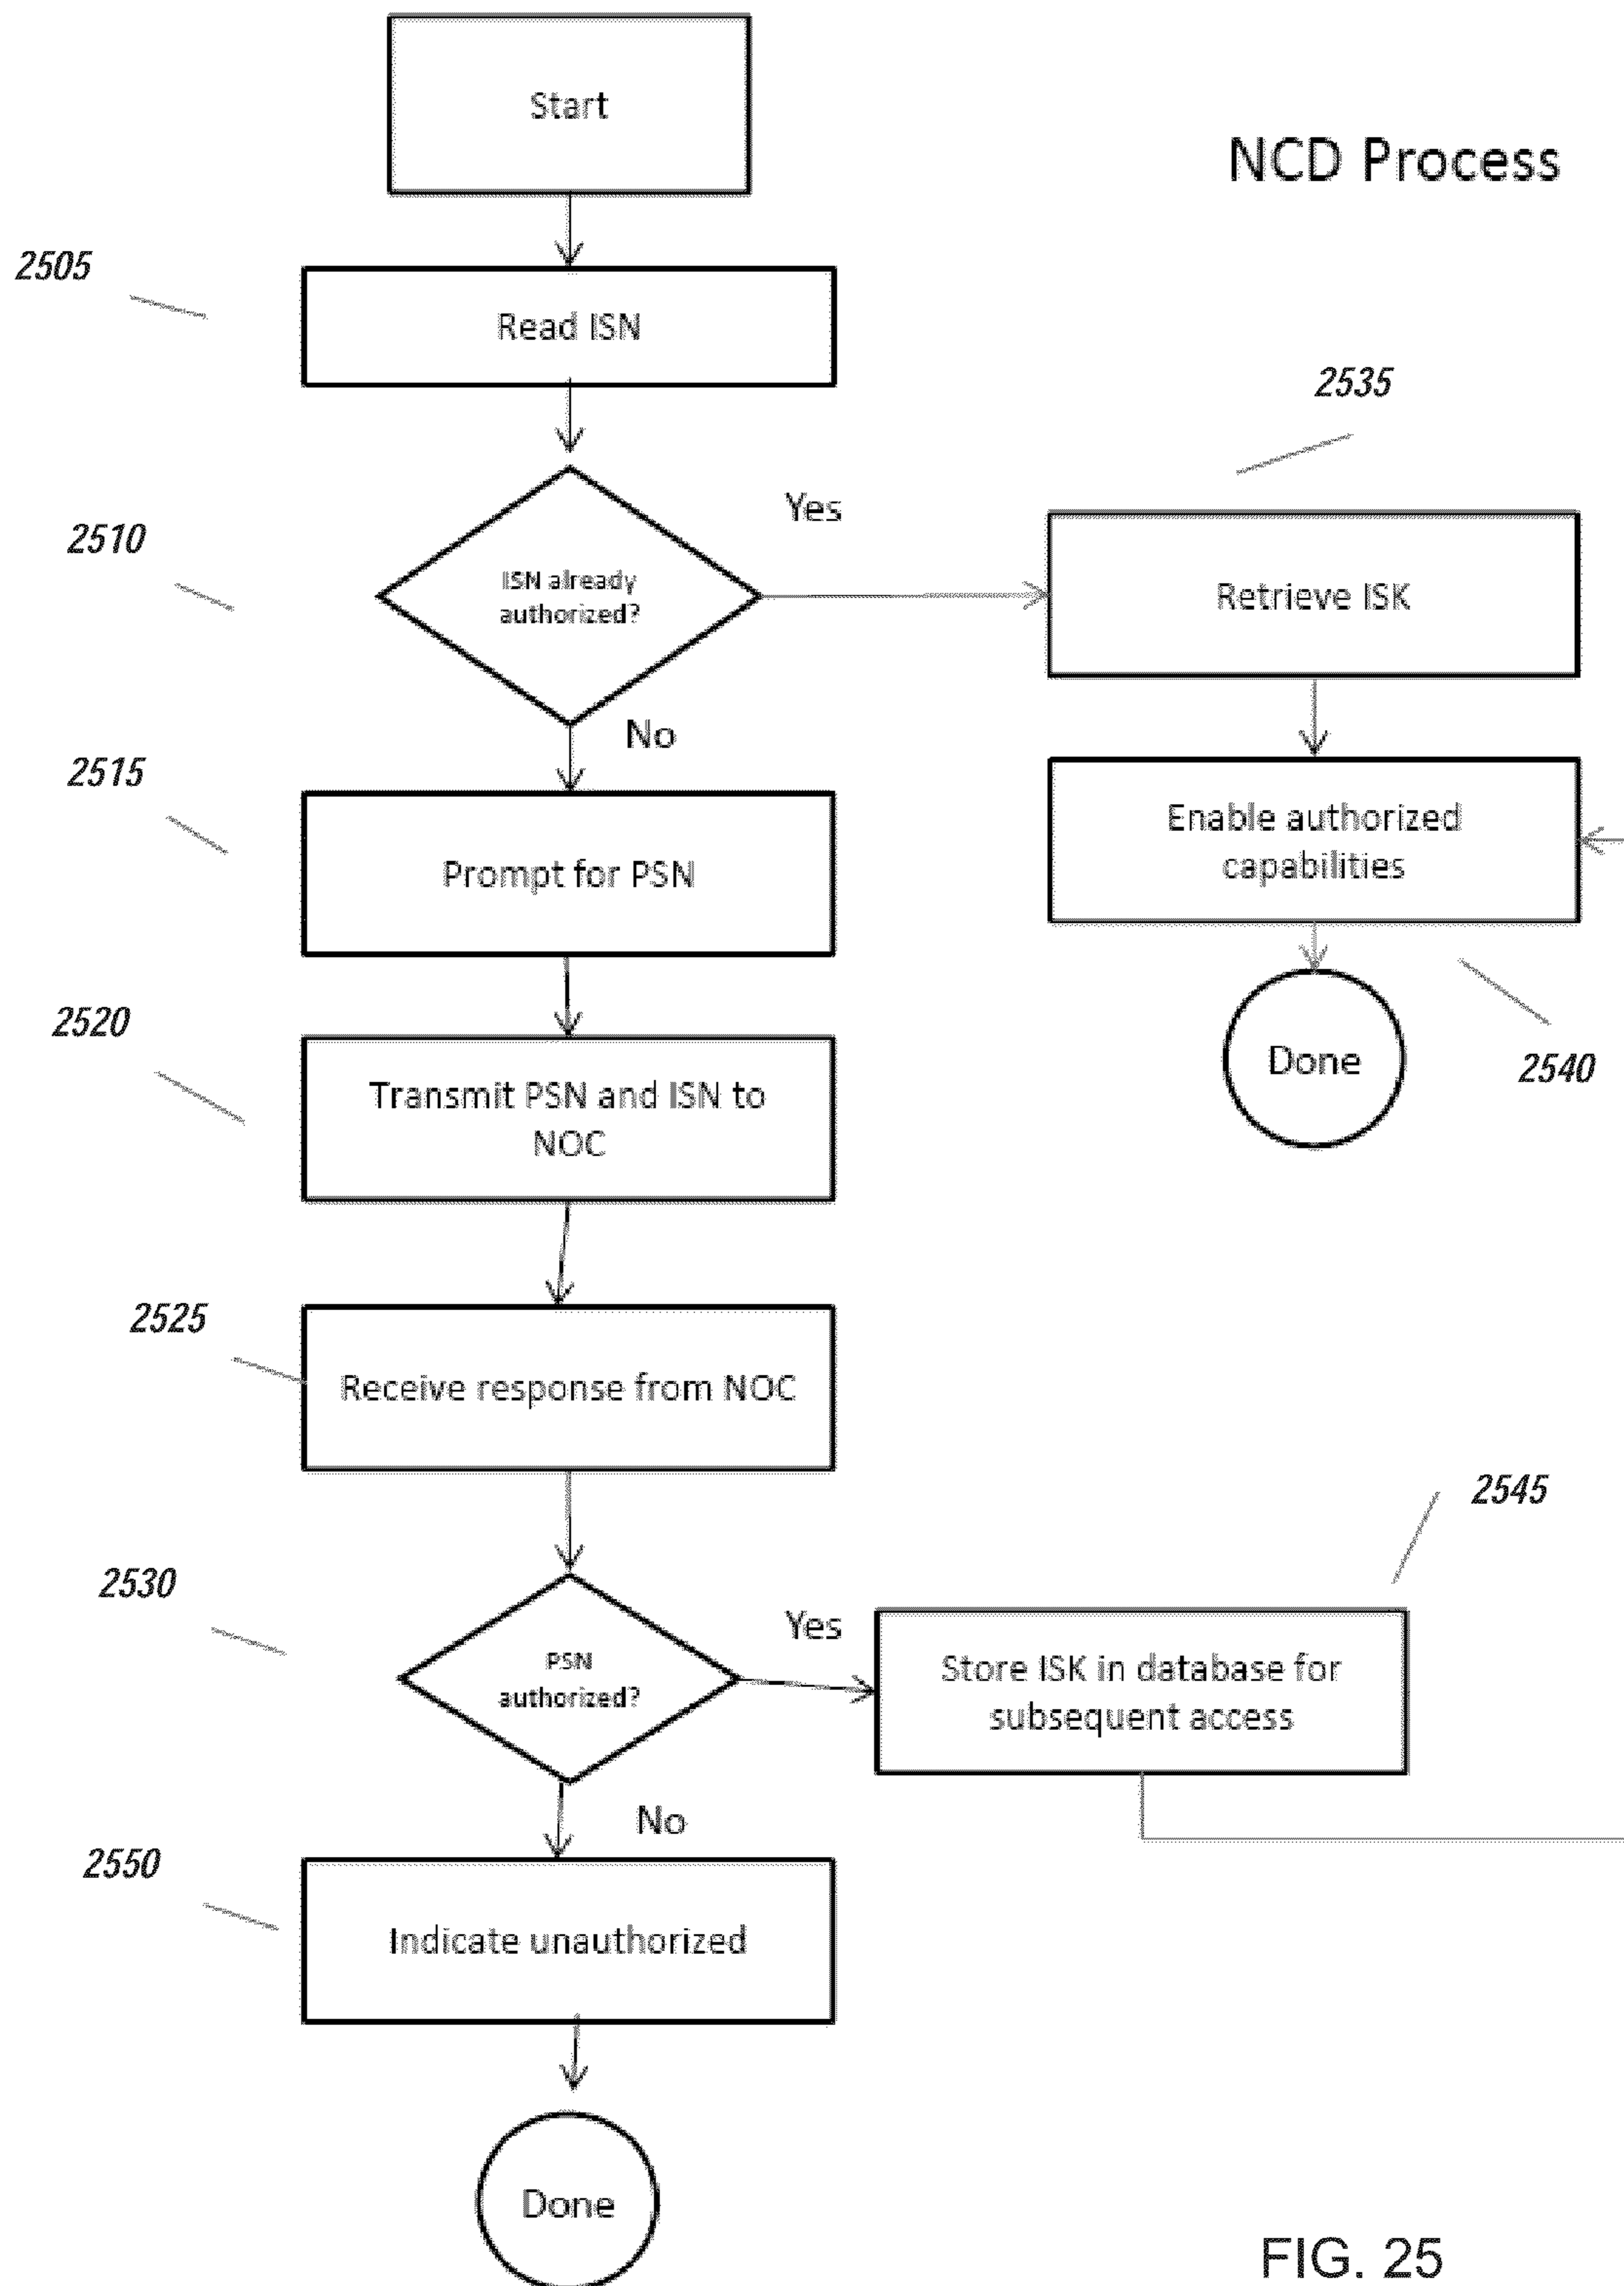 Start
NCD Process
2505
Read ISN
2535
2510
Yes
ISN already
authorized?
Retrieve ISK
No
2515
Enable authorized
capabilities
Prompt for PSN
2520
Done
2540
Transmit PSN and ISN to
NOC
2525
Receive response from NOC
2545
2530
Yes
PSN
authorized?
Store ISK in database for
subsequent access
No
2550
Indicate unauthorized
Done
FIG. 25